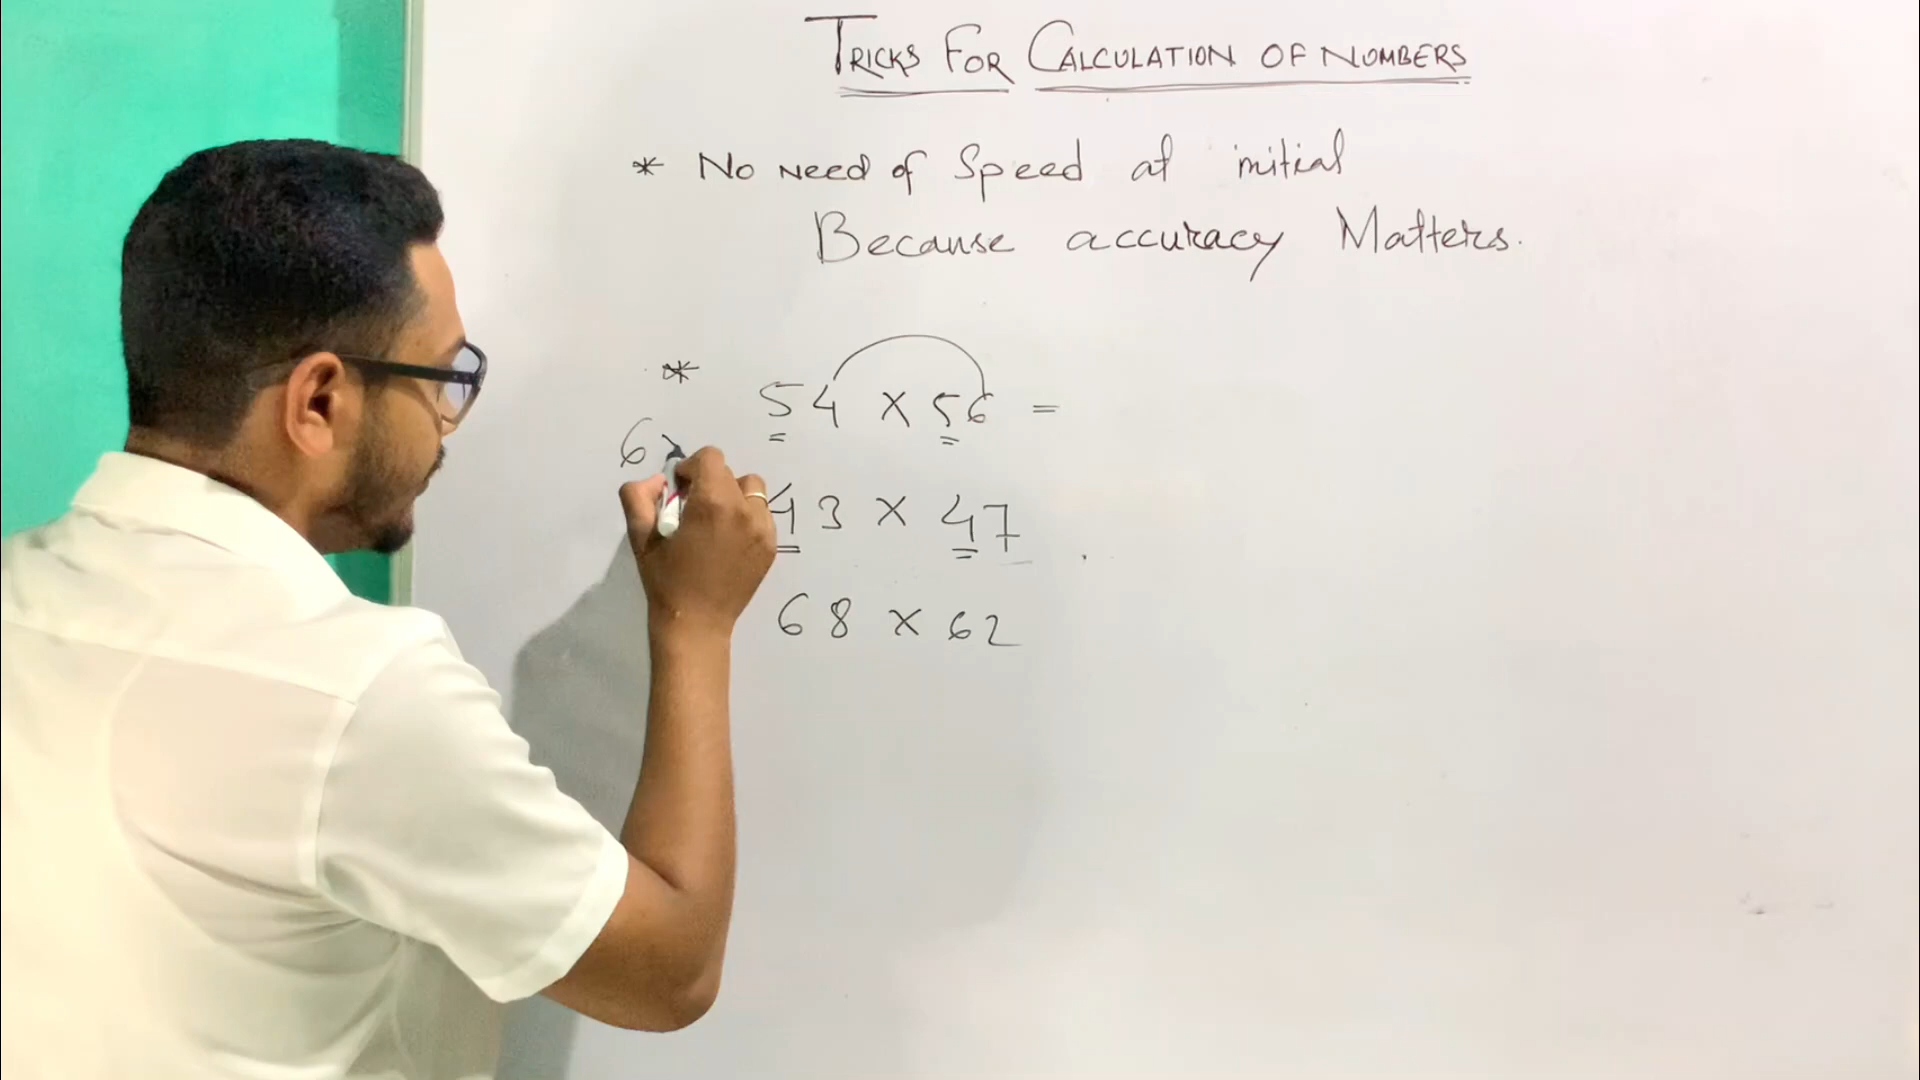 TRICKS FOR CALCULATION OF NUMBERS
* No Need of Speed at initial
Because accuracy Matters.
* 54 × 56 =
6 ×
43 × 47
68 × 62